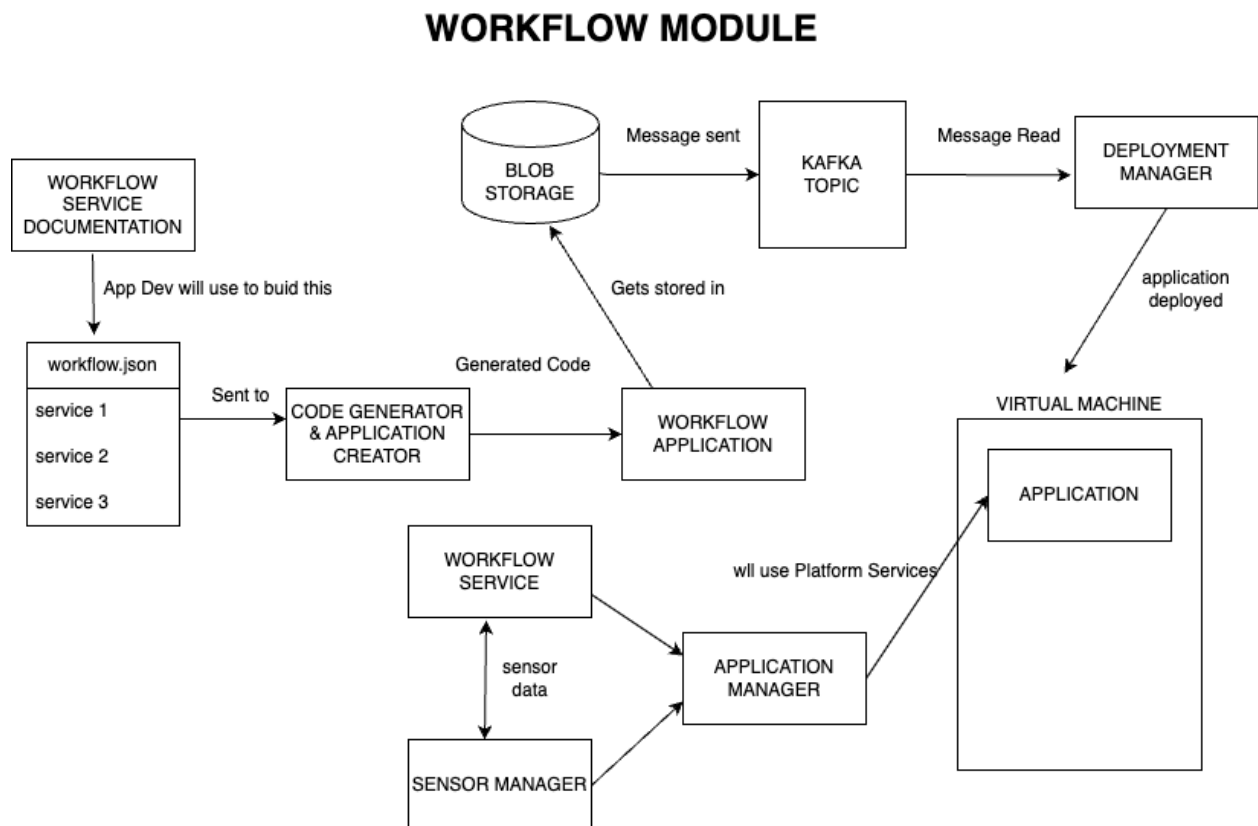 WORKFLOW MODULE
WORKFLOW
SERVICE
DOCUMENTATION
App Dev will use to buid this
workflow.json
service 1
service 2
service 3
Sent to
CODE GENERATOR
& APPLICATION
CREATOR
Generated Code
WORKFLOW
APPLICATION
Gets stored in
BLOB
STORAGE
Message sent
KAFKA
TOPIC
Message Read
DEPLOYMENT
MANAGER
application
deployed
VIRTUAL MACHINE
APPLICATION
WORKFLOW
SERVICE
sensor
data
SENSOR MANAGER
APPLICATION
MANAGER
wll use Platform Services